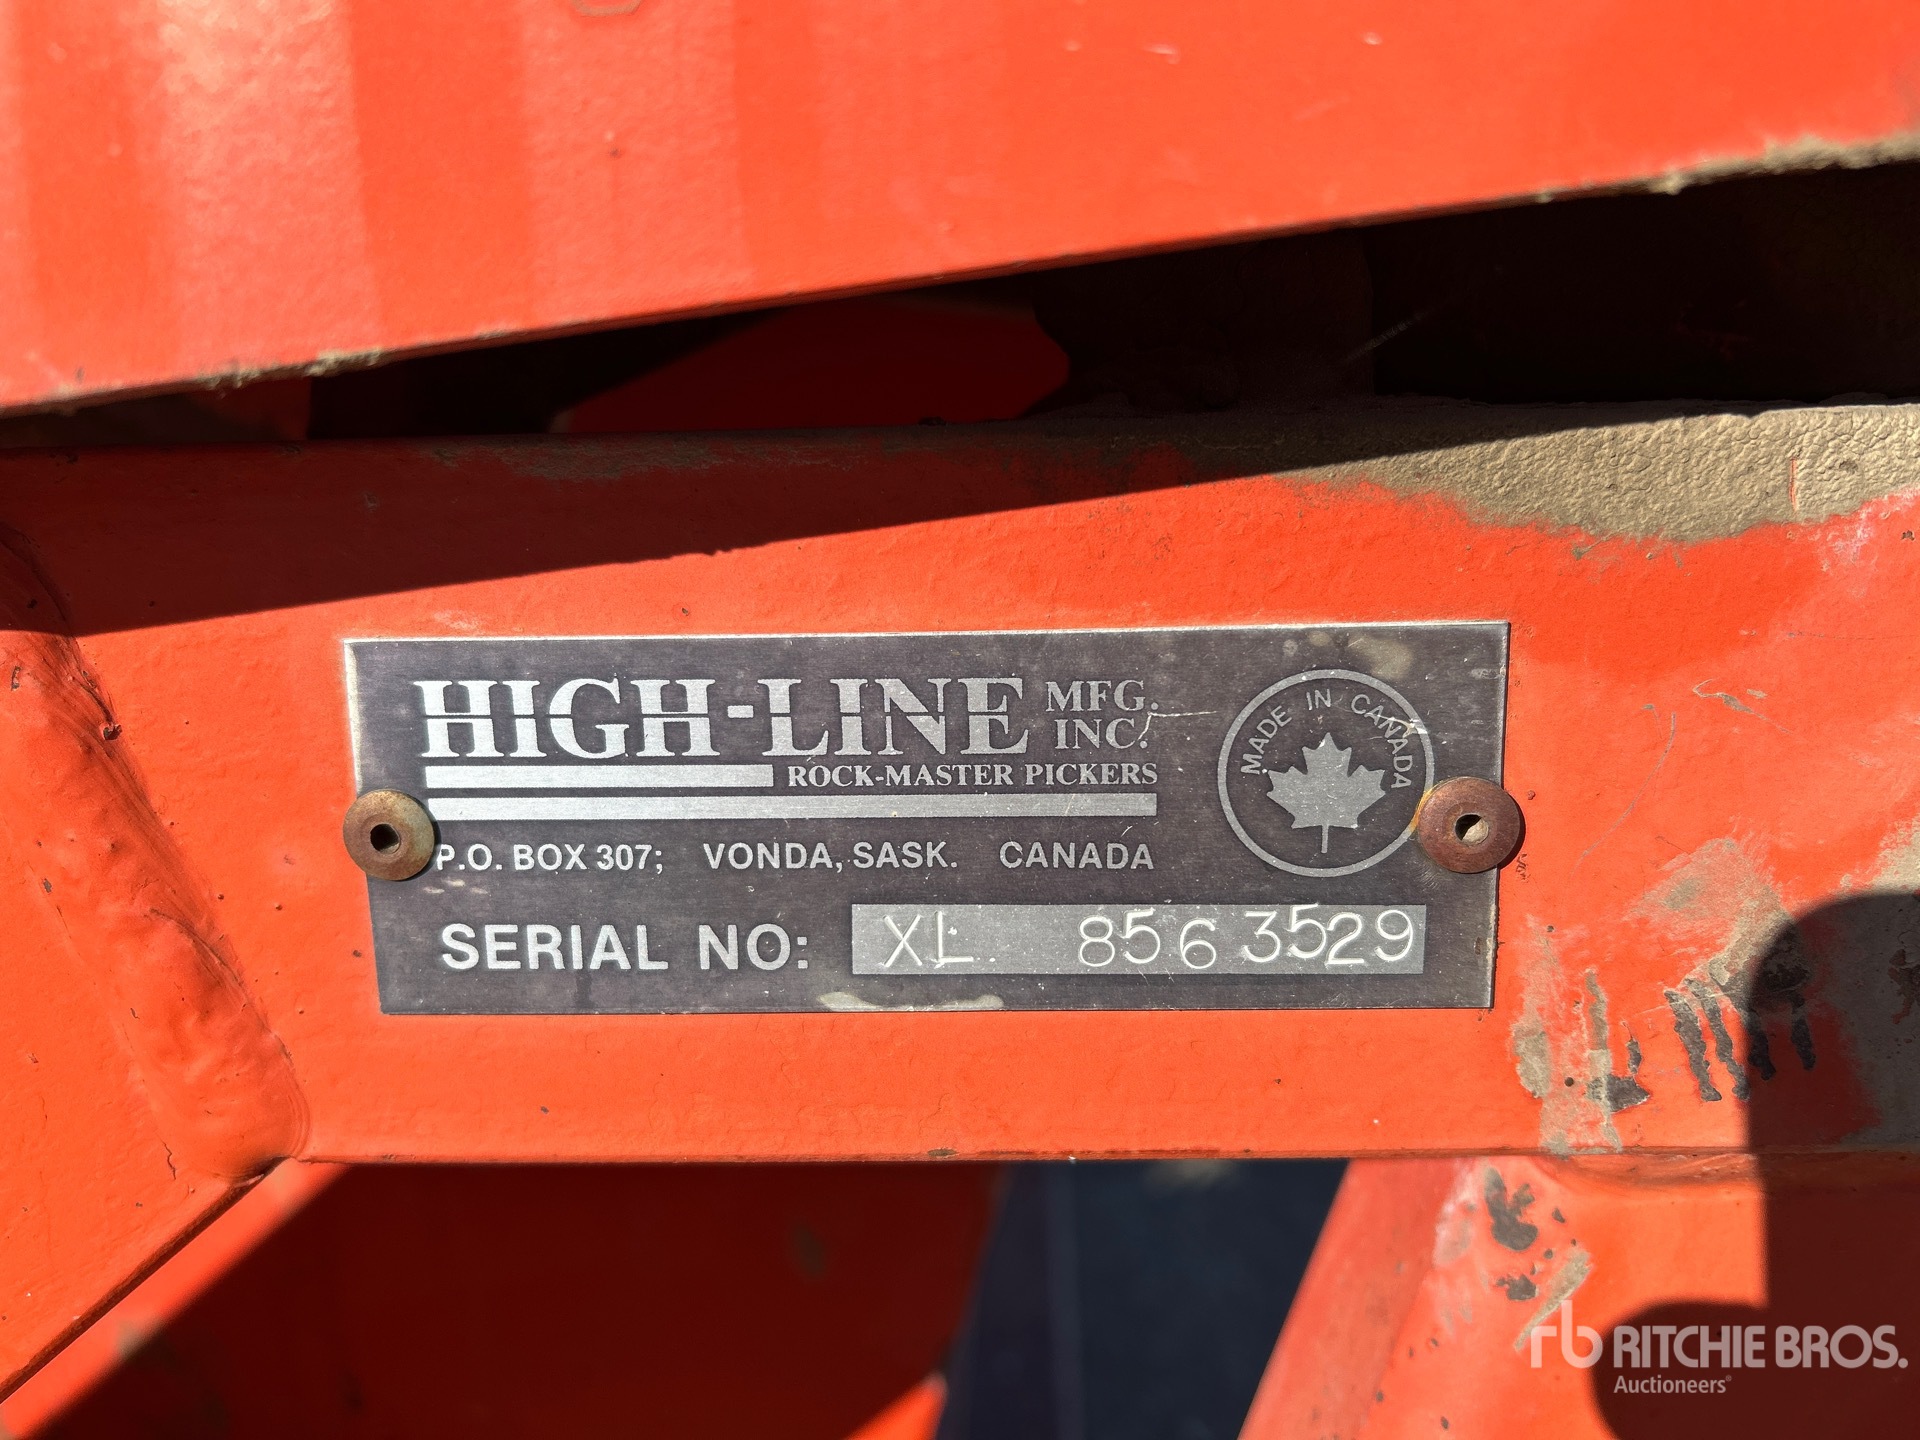 HIGH-LINE MFG. INC.
ROCK-MASTER PICKERS
MADE IN CANADA
P.O. BOX 307; VONDA, SASK. CANADA
SERIAL NO: XL 8563529
rb RITCHIE BROS.
Auctioneers